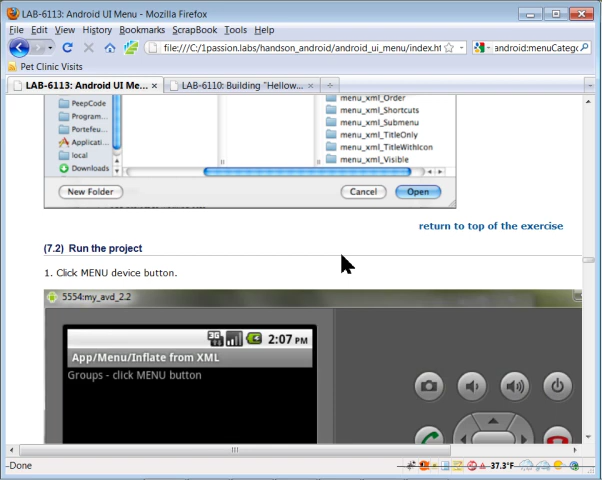 LAB-6113: Android UI Menu - Mozilla Firefox
File Edit View History Bookmarks ScrapBook Tools Help
file:///C:/1passion.labs/handson_android/android_ui_menu/index.ht
android:menuCatego
Pet Clinic Visits
LAB-6113: Android UI Me... ×
LAB-6110: Building "Hellow... ×
PeepCode
Program...
Portefeu...
Applicati...
local
Downloads
menu_xml_Order
menu_xml_Shortcuts
menu_xml_Submenu
menu_xml_TitleOnly
menu_xml_TitleWithIcon
menu_xml_Visible
New Folder
Cancel
Open
return to top of the exercise
(7.2) Run the project
1. Click MENU device button.
5554:my_avd_2.2
3G
2:07 PM
App/Menu/Inflate from XML
Groups - click MENU button
Done
37.3°F